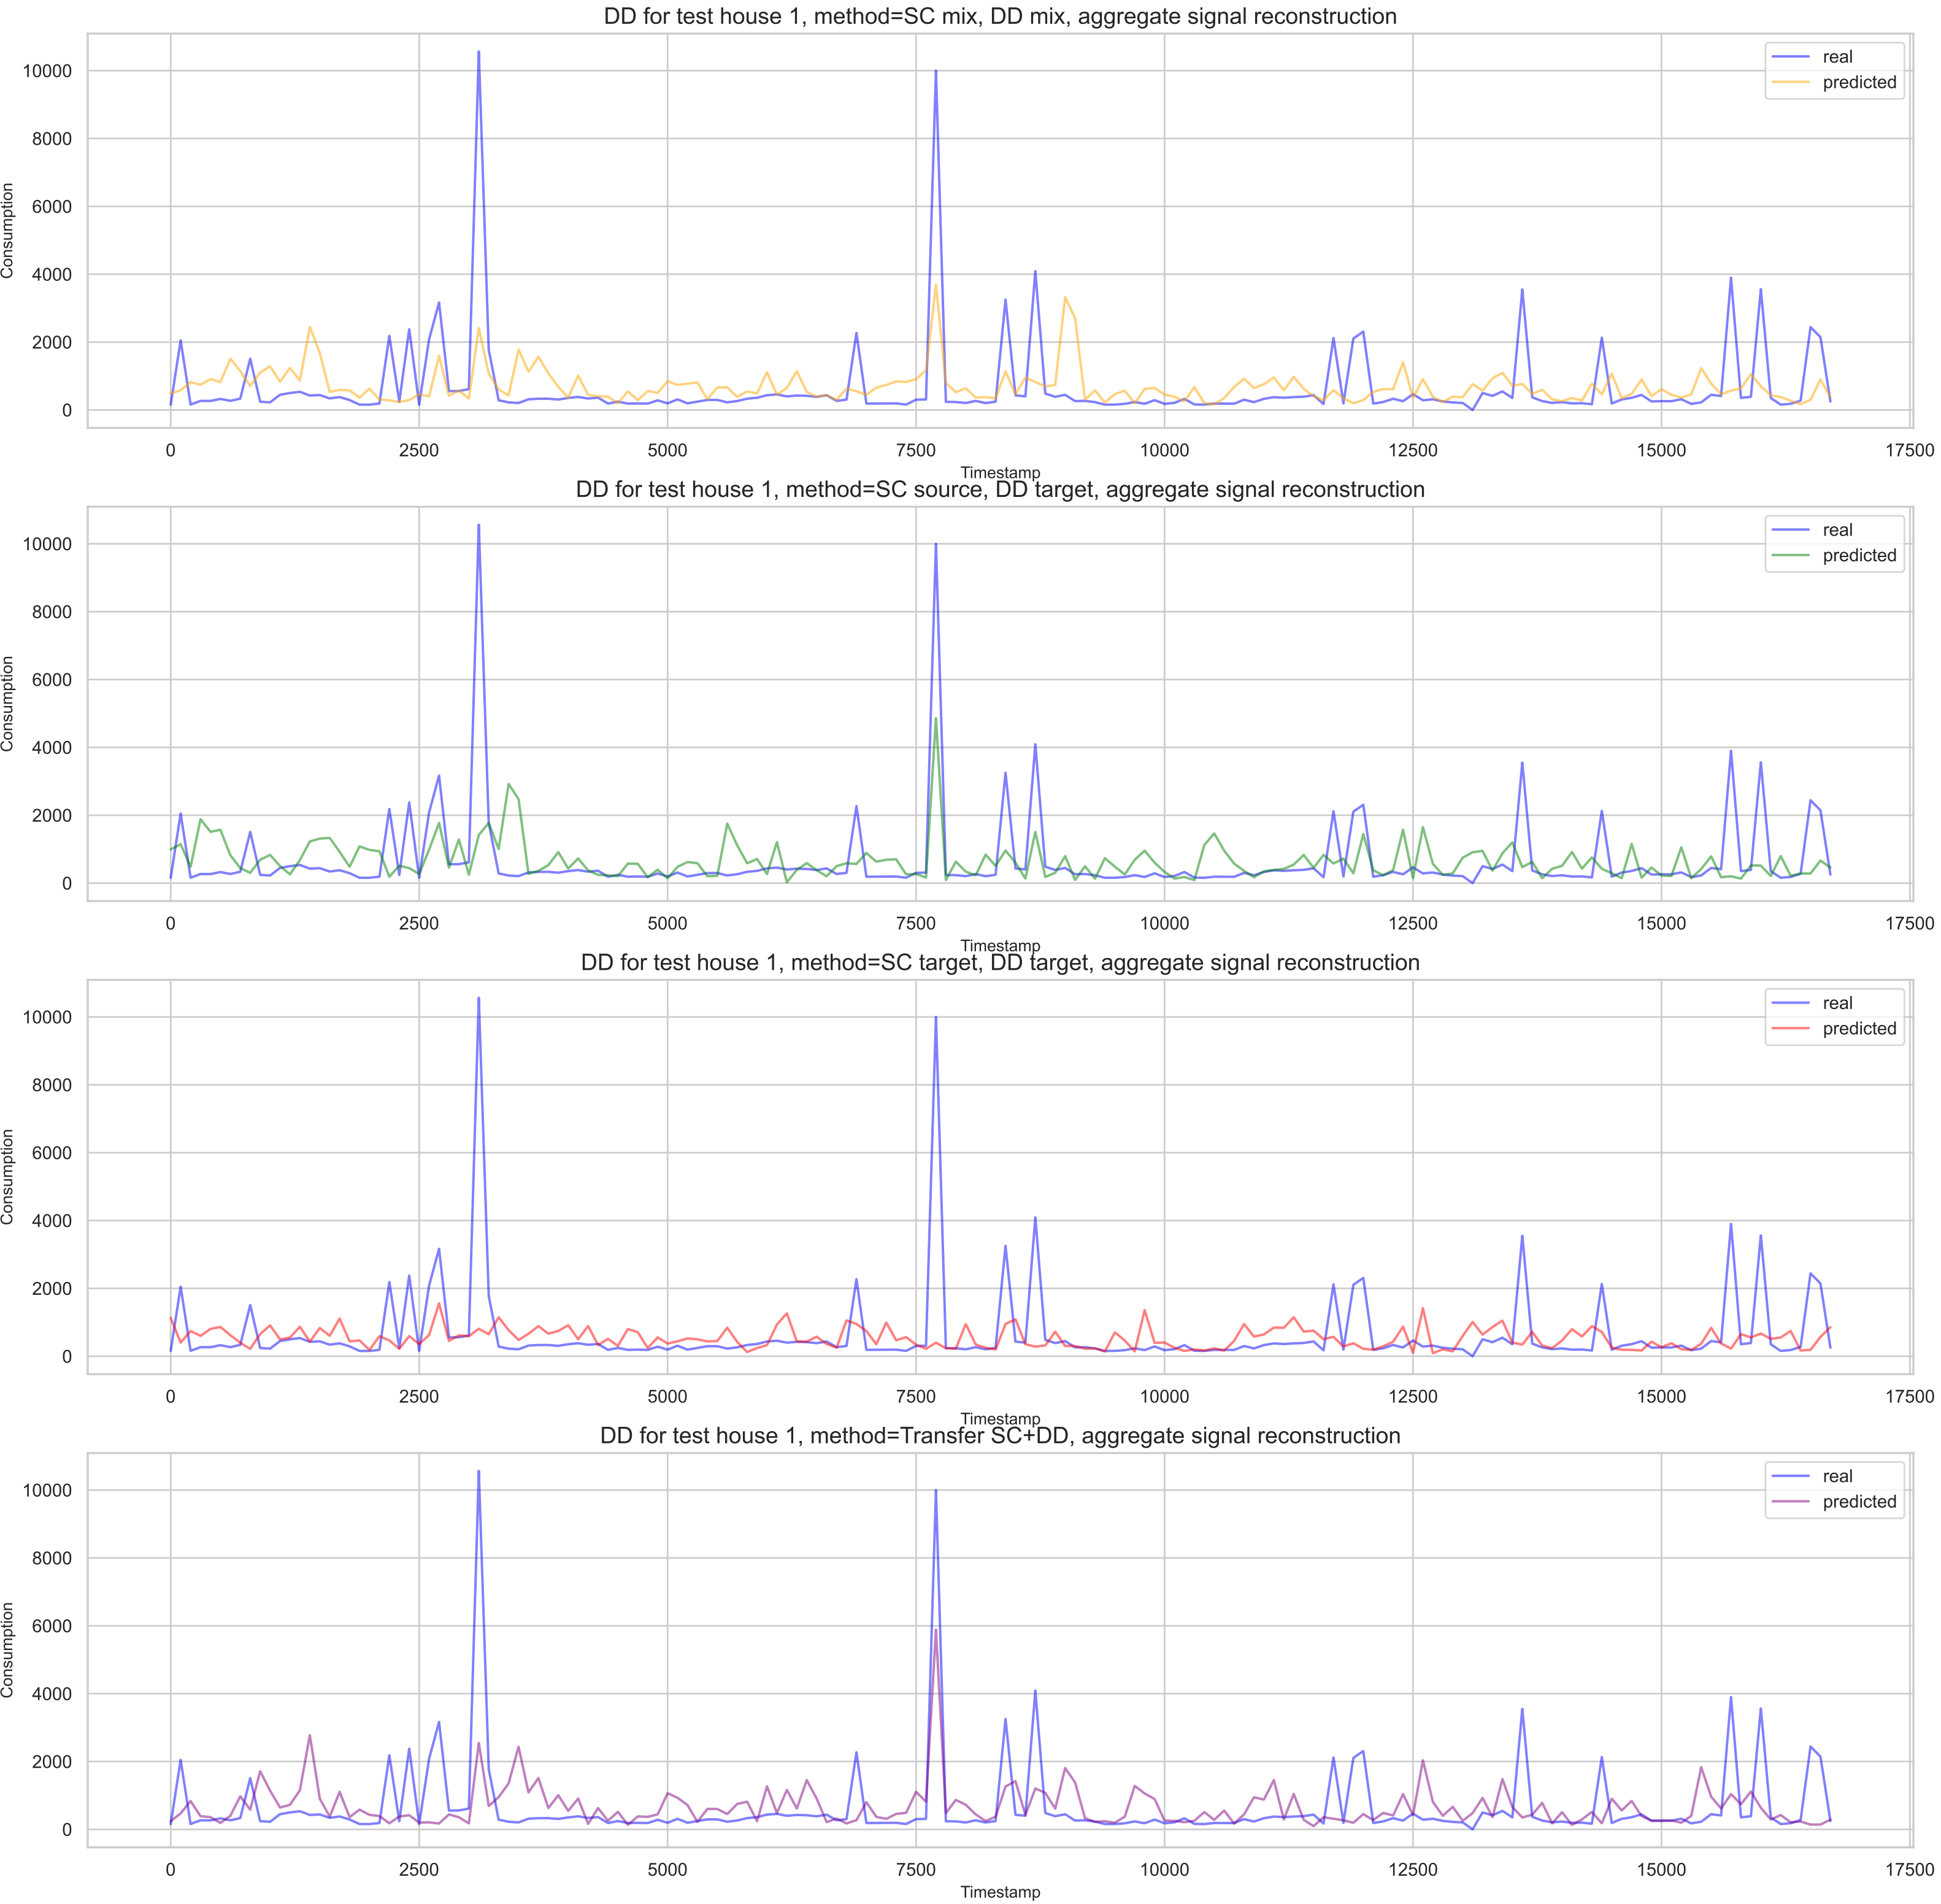 DD for test house 1, method=SC mix, DD mix, aggregate signal reconstruction
real
predicted
10000
8000
6000
4000
2000
0
Consumption
0 2500 5000 7500 10000 12500 15000 17500
Timestamp
DD for test house 1, method=SC source, DD target, aggregate signal reconstruction
real
predicted
10000
8000
6000
4000
2000
0
Consumption
0 2500 5000 7500 10000 12500 15000 17500
Timestamp
DD for test house 1, method=SC target, DD target, aggregate signal reconstruction
real
predicted
10000
8000
6000
4000
2000
0
Consumption
0 2500 5000 7500 10000 12500 15000 17500
Timestamp
DD for test house 1, method=Transfer SC+DD, aggregate signal reconstruction
real
predicted
10000
8000
6000
4000
2000
0
Consumption
0 2500 5000 7500 10000 12500 15000 17500
Timestamp